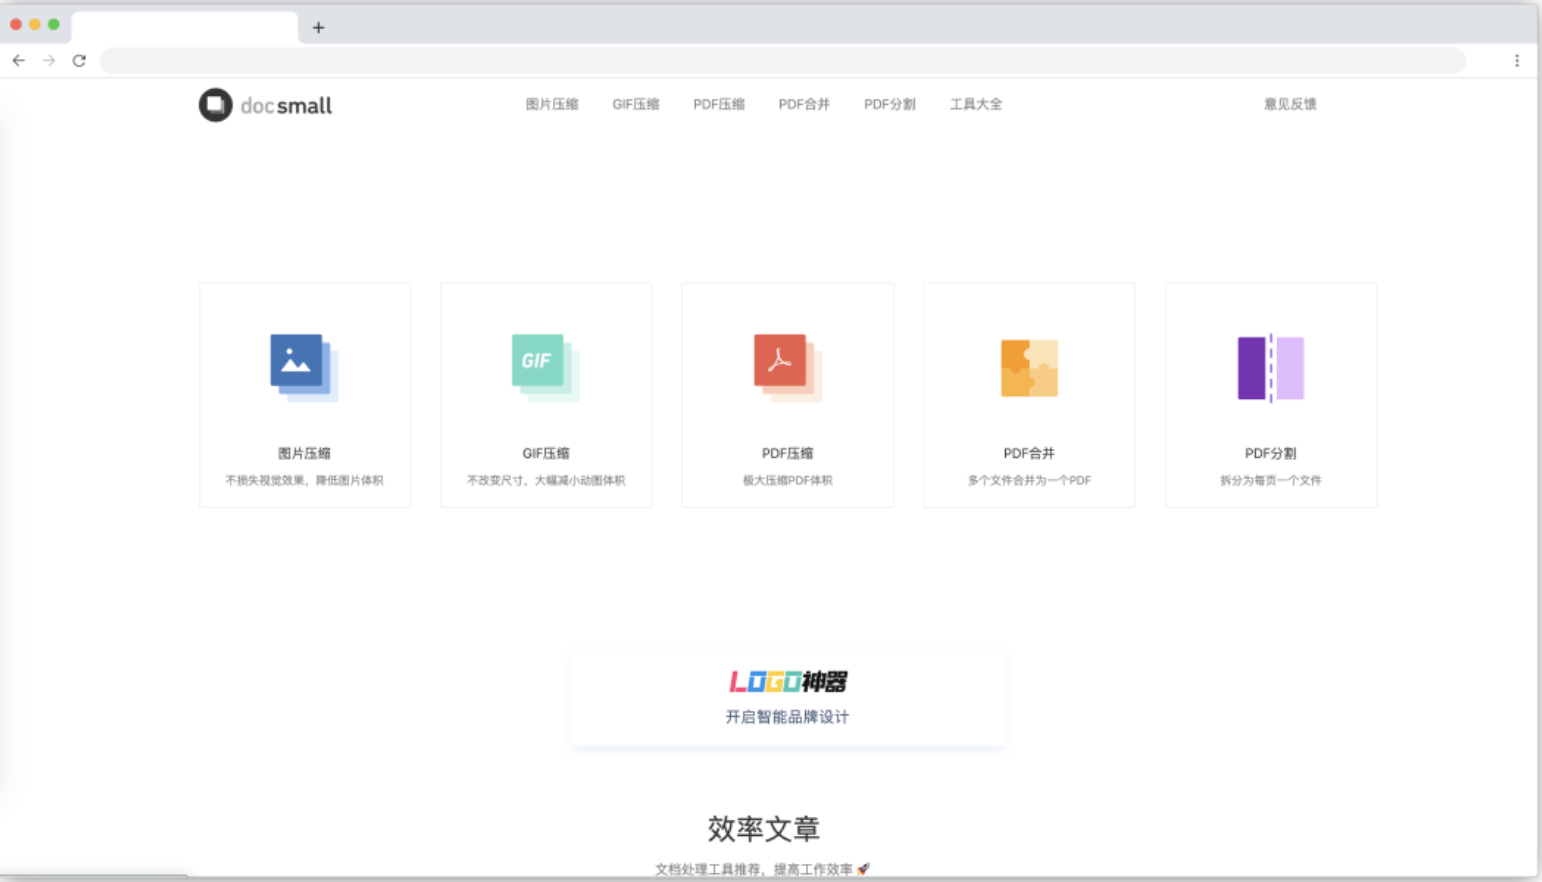 docsmall
图片压缩
GIF压缩
PDF压缩
PDF合并
PDF分割
工具大全
意见反馈
GIF
图片压缩
不损失视觉效果，降低图片体积
GIF压缩
不改变尺寸，大幅减小动图体积
PDF压缩
极大压缩PDF体积
PDF合并
多个文件合并为一个PDF
PDF分割
拆分为每页一个文件
LOGO神器
开启智能品牌设计
效率文章
文档处理工具推荐，提高工作效率 🚀